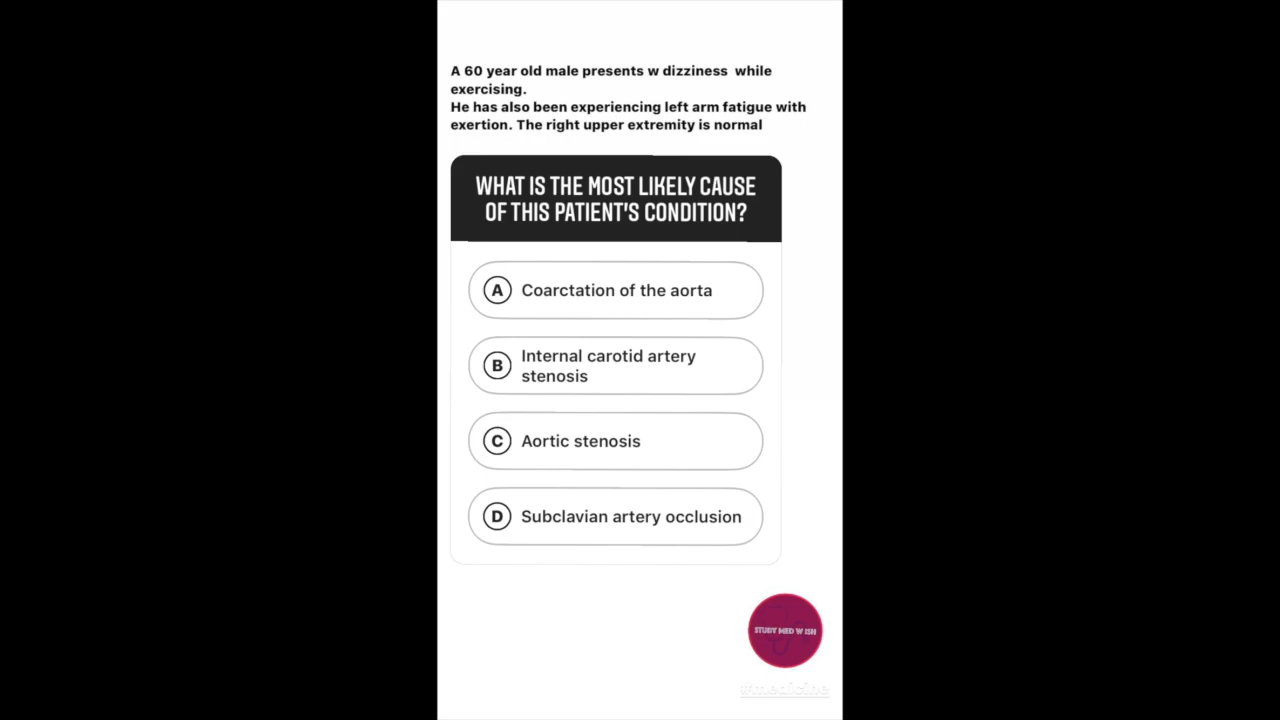 A 60 year old male presents w dizziness while
exercising.
He has also been experiencing left arm fatigue with
exertion. The right upper extremity is normal
WHAT IS THE MOST LIKELY CAUSE
OF THIS PATIENT'S CONDITION?
A Coarctation of the aorta
B Internal carotid artery
stenosis
C Aortic stenosis
D Subclavian artery occlusion
STUDY MED W ISH
#medicine